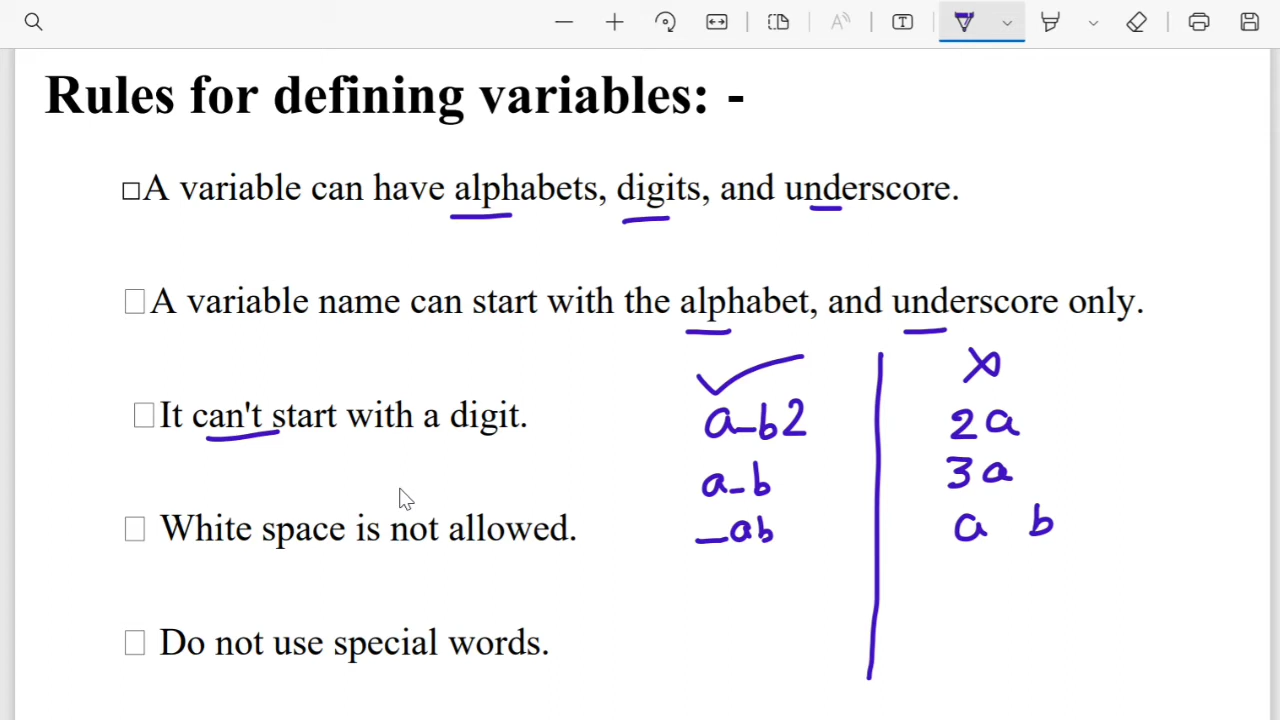 Rules for defining variables: -
A variable can have alphabets, digits, and underscore.
A variable name can start with the alphabet, and underscore only.
It can't start with a digit.
White space is not allowed.
Do not use special words.
a_b2
a_b
_ab
2a
3a
a b